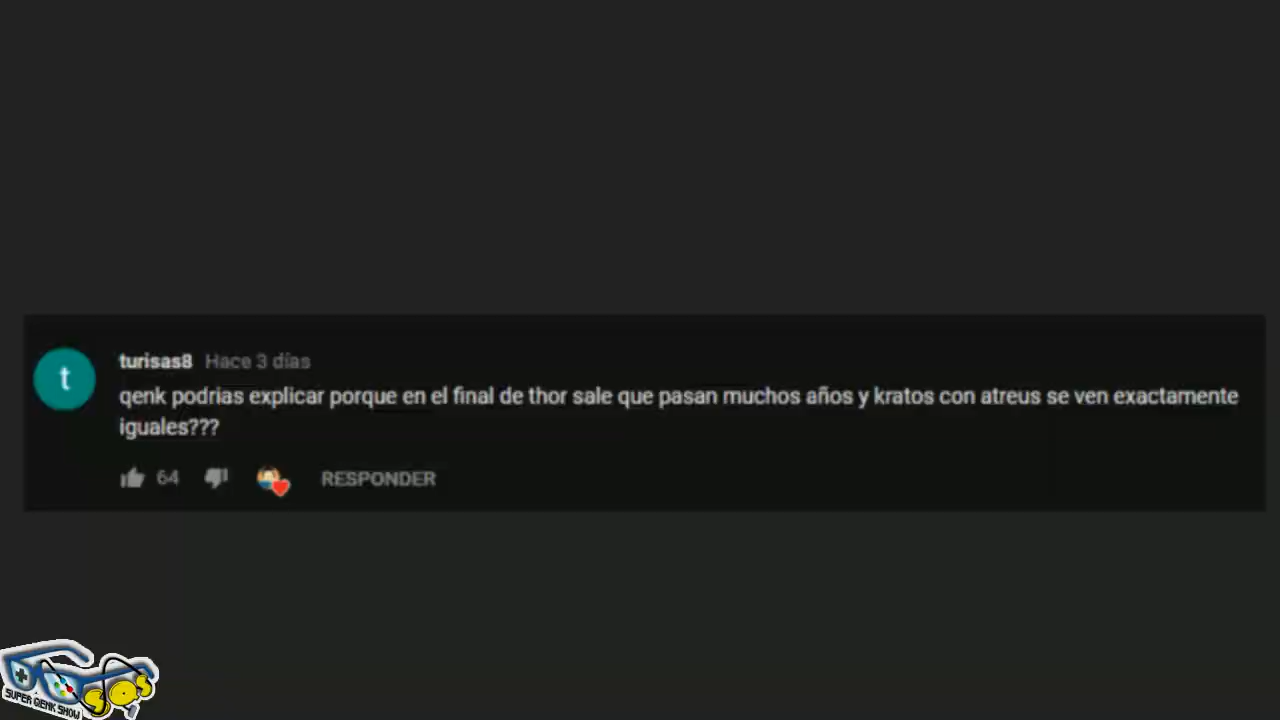 turisas8 Hace 3 días
qenk podrias explicar porque en el final de thor sale que pasan muchos años y kratos con atreus se ven exactamente
iguales???
64 RESPONDER
t
SUPER QENK SHOW